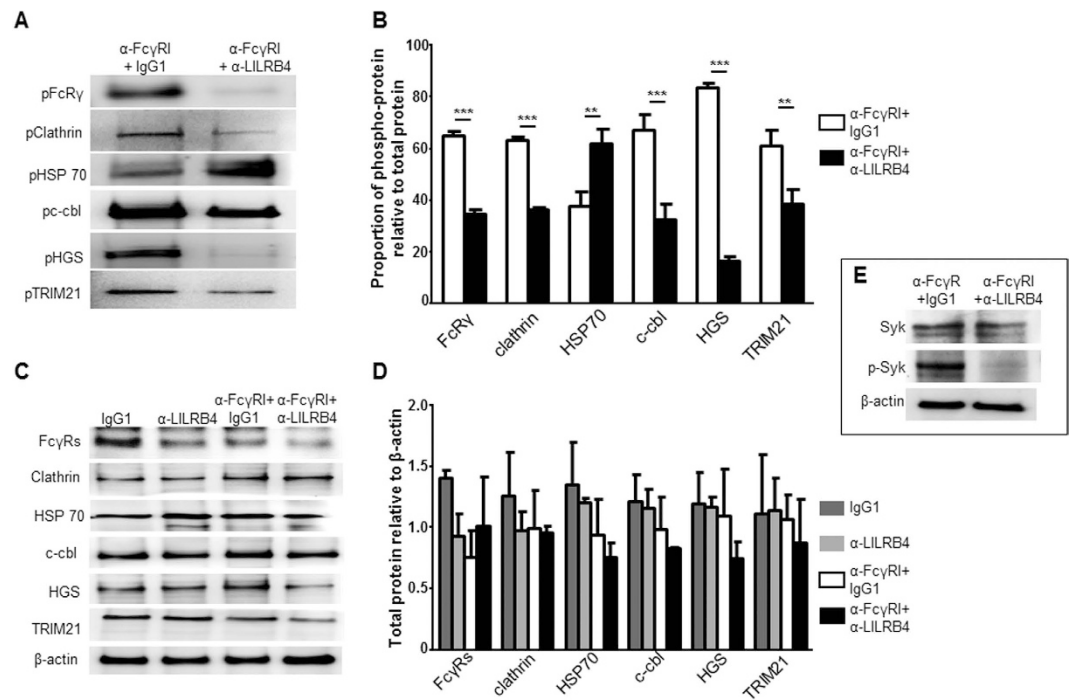 A
α-FcγRI + IgG1
α-FcγRI + α-LILRB4
pFcRγ
pClathrin
pHSP 70
pc-cbl
pHGS
pTRIM21
B
Proportion of phospho-protein relative to total protein
100
80
60
40
20
0
***
***
**
***
***
**
FcRγ
clathrin
HSP70
c-cbl
HGS
TRIM21
α-FcγRI+ IgG1
α-FcγRI+ α-LILRB4
E
α-FcγR +IgG1
α-FcγRI +α-LILRB4
Syk
p-Syk
β-actin
C
IgG1
α-LILRB4
α-FcγRI+ IgG1
α-FcγRI+ α-LILRB4
FcγRs
Clathrin
HSP 70
c-cbl
HGS
TRIM21
β-actin
D
Total protein relative to β-actin
2.0
1.5
1.0
0.5
0
FcγRs
clathrin
HSP70
c-cbl
HGS
TRIM21
IgG1
α-LILRB4
α-FcγRI+ IgG1
α-FcγRI+ α-LILRB4